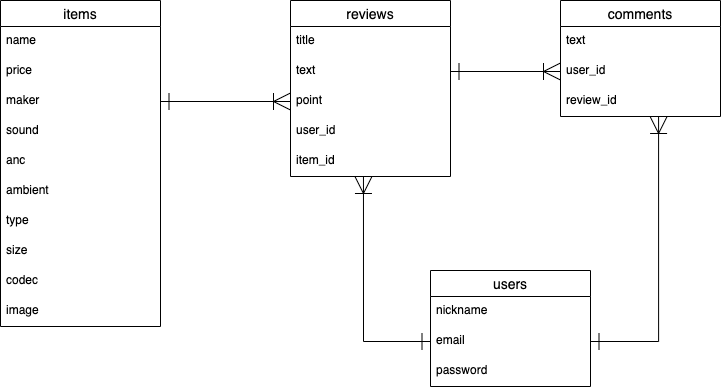 items
name
price
maker
sound
anc
ambient
type
size
codec
image
reviews
title
text
point
user_id
item_id
comments
text
user_id
review_id
users
nickname
email
password